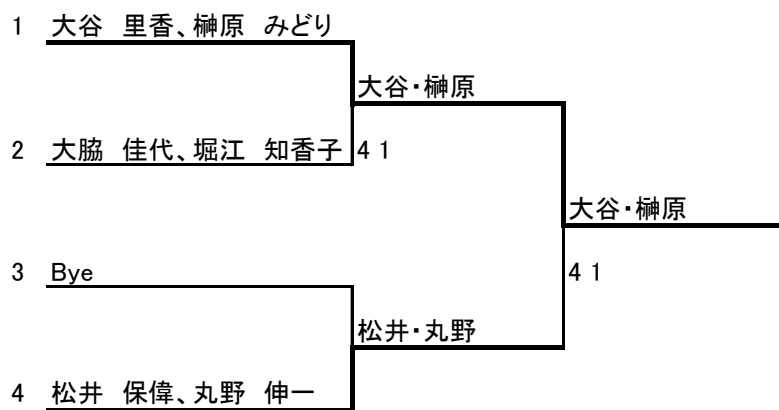 1 大谷 里香、榊原 みどり
大谷・榊原
2 大脇 佳代、堀江 知香子 4 1
大谷・榊原
3 Bye 4 1
松井・丸野
4 松井 保偉、丸野 伸一